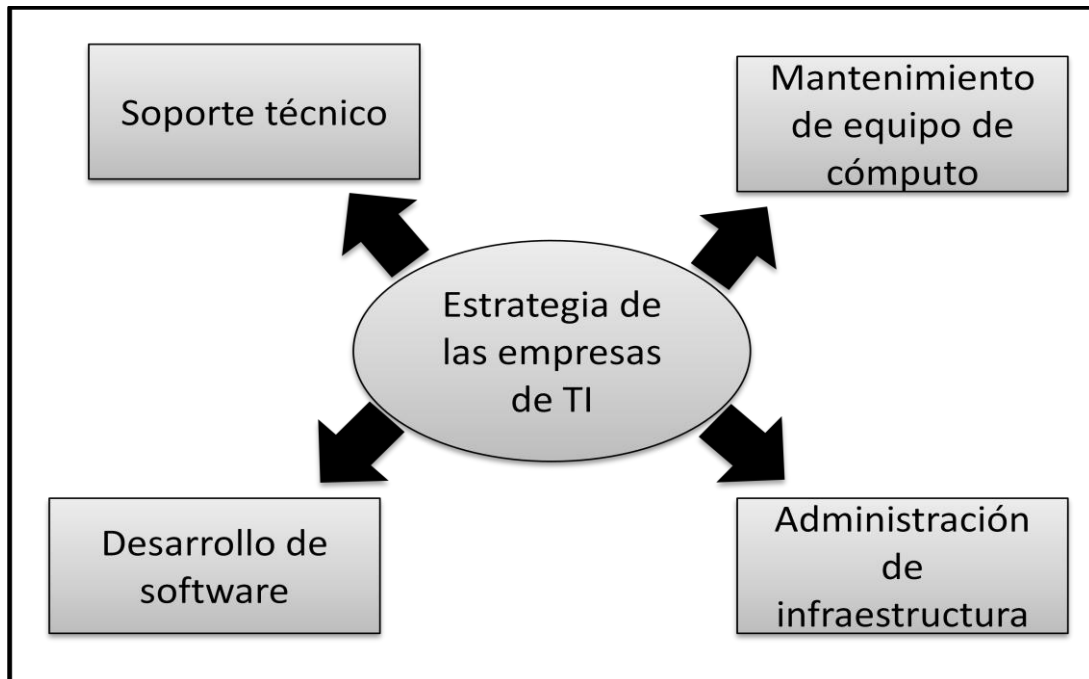 Soporte técnico
Mantenimiento
de equipo de
cómputo
Estrategia de
las empresas
de TI
Desarrollo de
software
Administración
de
infraestructura